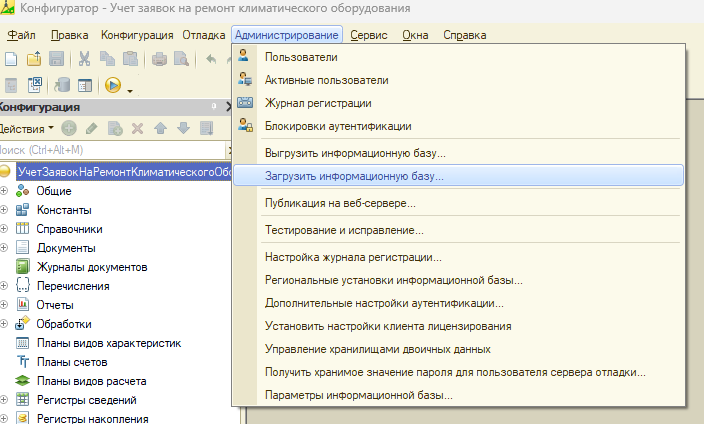 Конфигуратор - Учет заявок на ремонт климатического оборудования
Файл Правка Конфигурация Отладка Администрирование Сервис Окна Справка
Пользователи
Активные пользователи
Журнал регистрации
Блокировки аутентификации
Выгрузить информационную базу...
Загрузить информационную базу...
Публикация на веб-сервере...
Тестирование и исправление...
Настройка журнала регистрации...
Региональные установки информационной базы...
Дополнительные настройки аутентификации...
Установить настройки клиента лицензирования
Управление хранилищами двоичных данных
Получить хранимое значение пароля для пользователя сервера отладки...
Параметры информационной базы...
Конфигурация
Действия
Поиск (Ctrl+Alt+M)
УчетЗаявокНаРемонтКлиматическогоОбо
Общие
Константы
Справочники
Документы
Журналы документов
Перечисления
Отчеты
Обработки
Планы видов характеристик
Планы счетов
Планы видов расчета
Регистры сведений
Регистры накопления